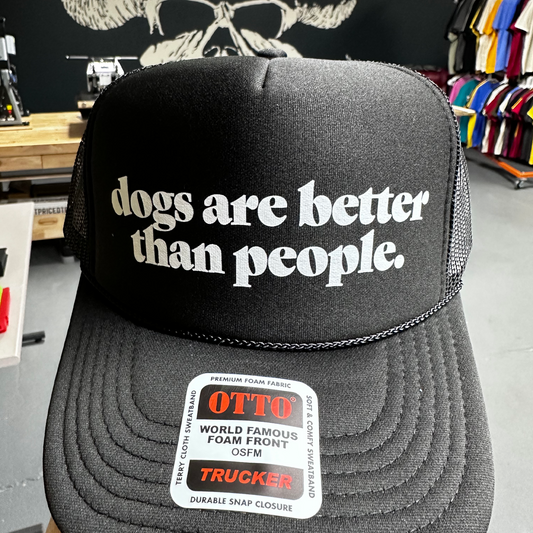 dogs are better
than people.
PREMIUM FOAM FABRIC
OTTO®
WORLD FAMOUS
FOAM FRONT
OSFM
TRUCKER
DURABLE SNAP CLOSURE
TERRY CLOTH SWEATBAND
SOFT & COMFY SWEATBAND